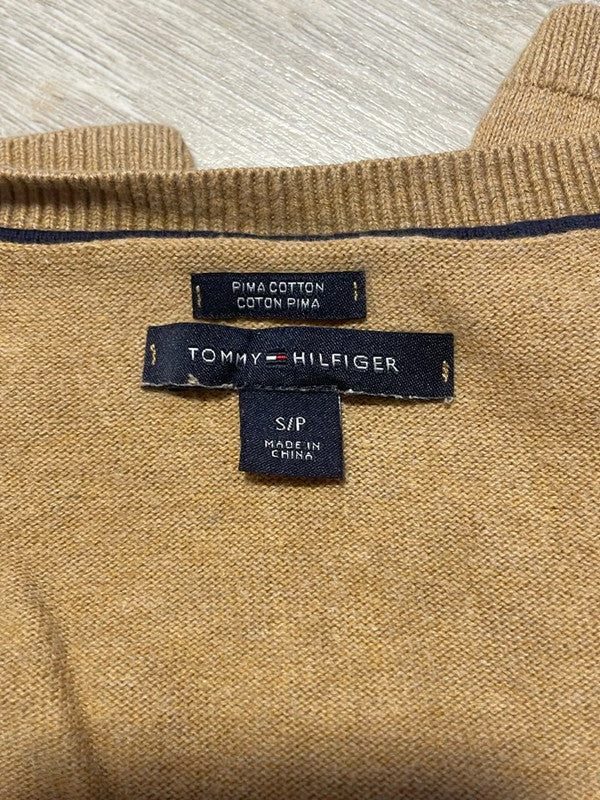 PIMA COTTON
COTON PIMA
TOMMY HILFIGER
S/P
MADE IN
CHINA